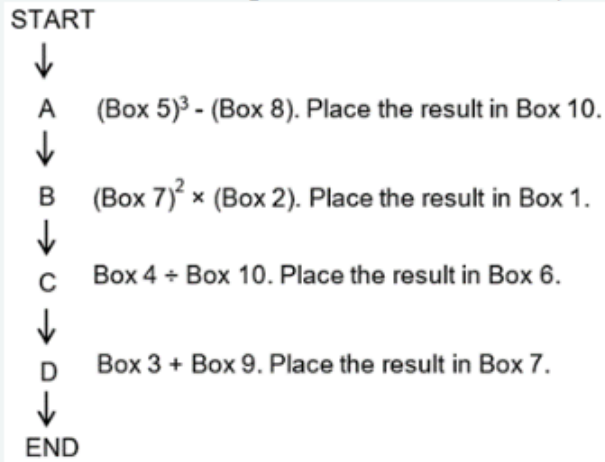 START
↓
A (Box 5)³ - (Box 8). Place the result in Box 10.
↓
B (Box 7)² × (Box 2). Place the result in Box 1.
↓
C Box 4 ÷ Box 10. Place the result in Box 6.
↓
D Box 3 + Box 9. Place the result in Box 7.
↓
END